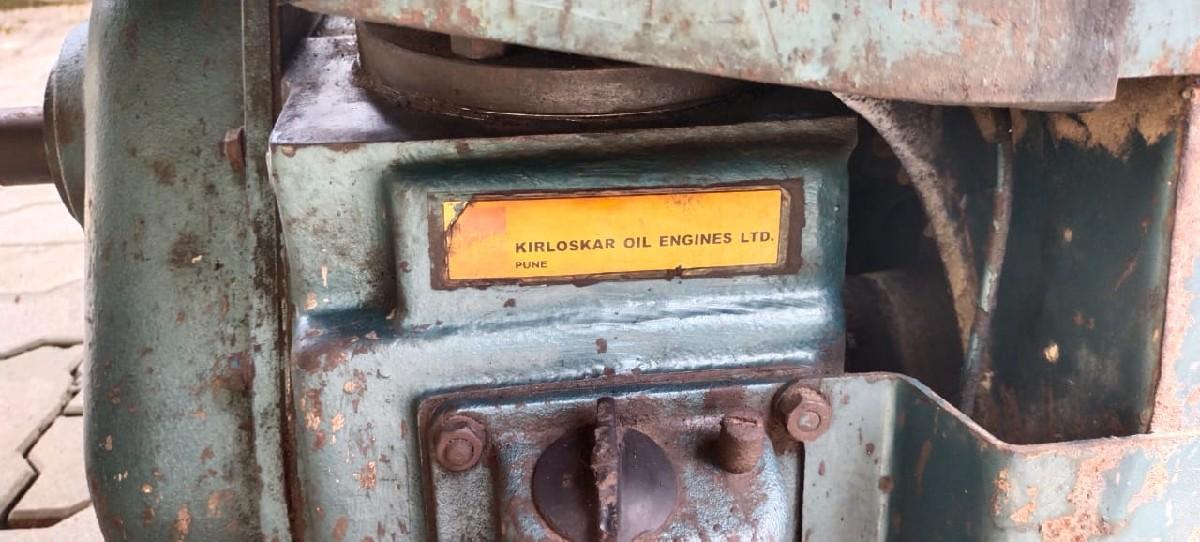 KIRLOSKAR OIL ENGINES LTD.
PUNE